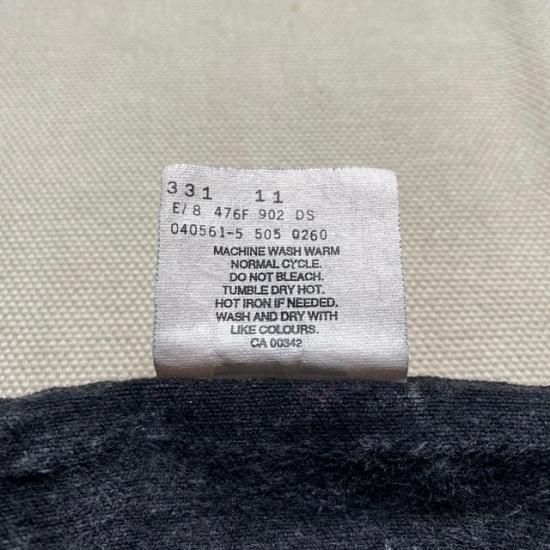 331 11
E/8 476F 902 DS
040561-5 505 0260
MACHINE WASH WARM
NORMAL CYCLE.
DO NOT BLEACH.
TUMBLE DRY HOT.
HOT IRON IF NEEDED.
WASH AND DRY WITH
LIKE COLOURS.
CA 00342